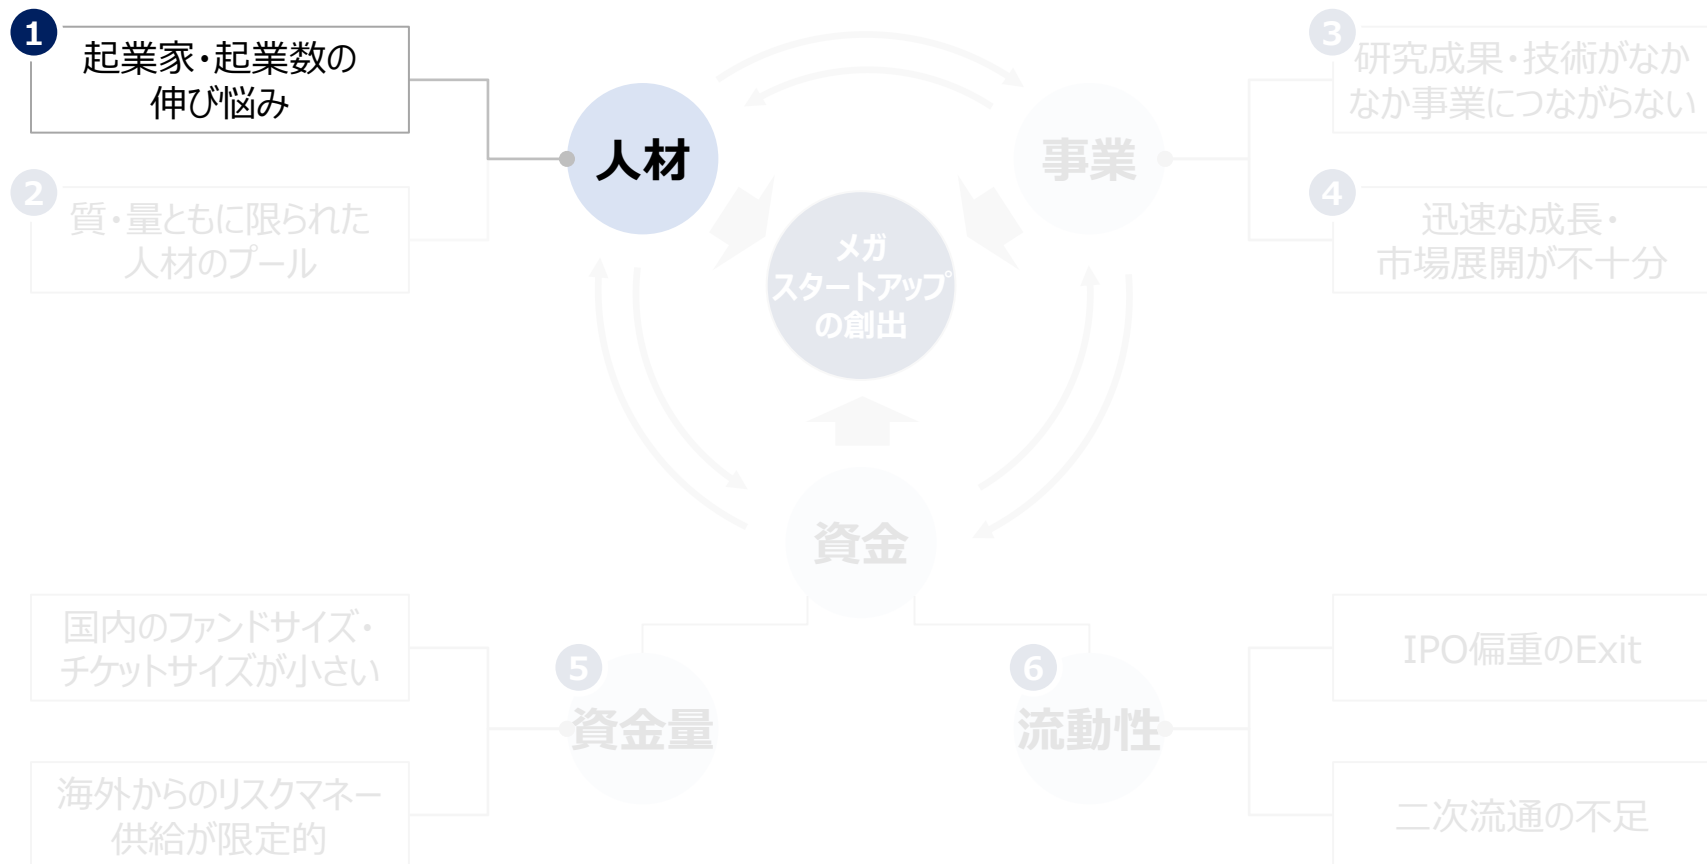 1
起業家・起業数の
伸び悩み
2
質・量ともに限られた
人材のプール
人材
事業
3
研究成果・技術がなか
なか事業につながらない
4
迅速な成長・
市場展開が不十分
メガ
スタートアップ
の創出
資金
国内のファンドサイズ・
チケットサイズが小さい
海外からのリスクマネー
供給が限定的
5
資金量
6
流動性
IPO偏重のExit
二次流通の不足